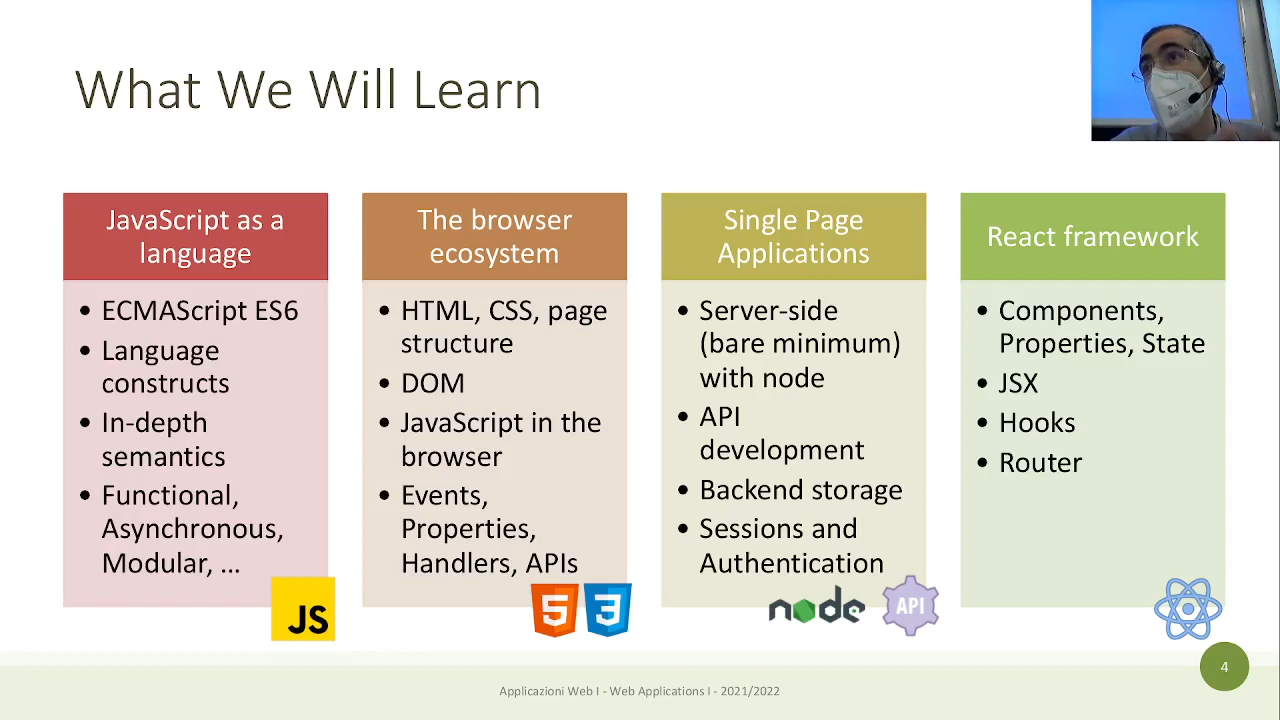 What We Will Learn
JavaScript as a
language
• ECMAScript ES6
• Language
constructs
• In-depth
semantics
• Functional,
Asynchronous,
Modular, …
JS
The browser
ecosystem
• HTML, CSS, page
structure
• DOM
• JavaScript in the
browser
• Events,
Properties,
Handlers, APIs
5 3
Single Page
Applications
• Server-side
(bare minimum)
with node
• API
development
• Backend storage
• Sessions and
Authentication
node API
React framework
• Components,
Properties, State
• JSX
• Hooks
• Router
4
Applicazioni Web I - Web Applications I - 2021/2022